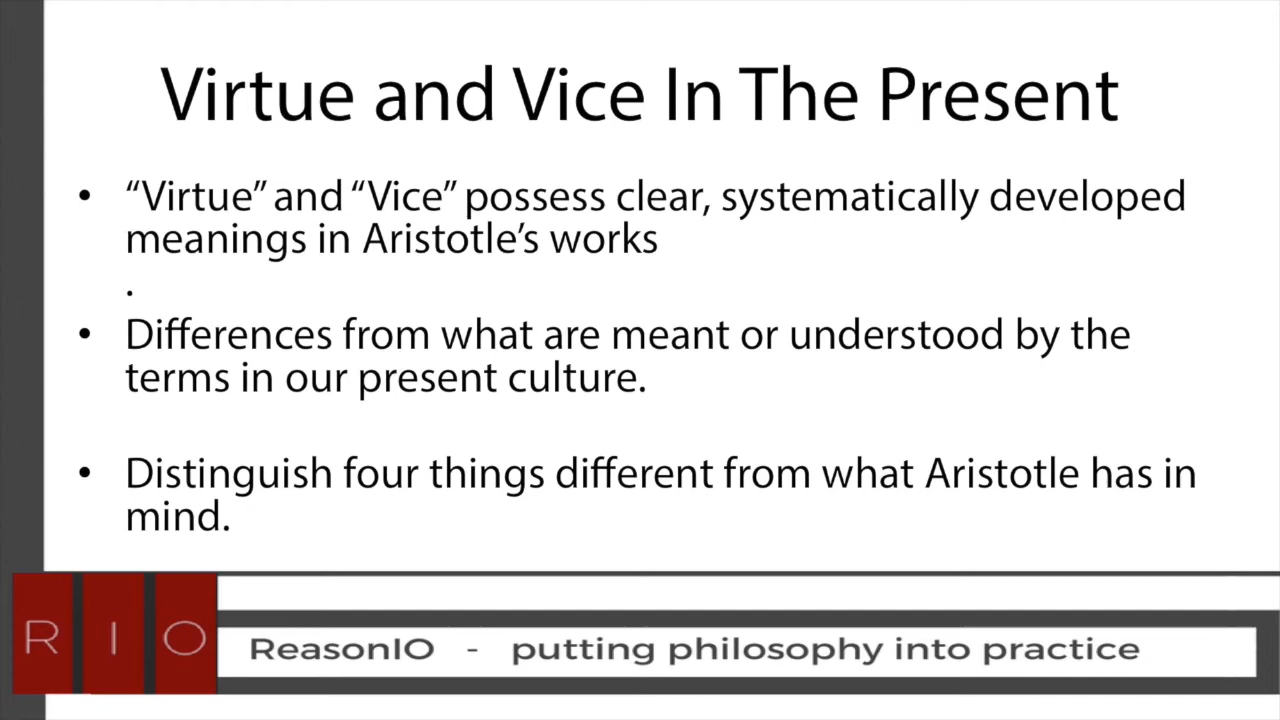 Virtue and Vice In The Present
• “Virtue” and “Vice” possess clear, systematically developed
meanings in Aristotle’s works
.
• Differences from what are meant or understood by the
terms in our present culture.
• Distinguish four things different from what Aristotle has in
mind.
R I O
ReasonIO - putting philosophy into practice